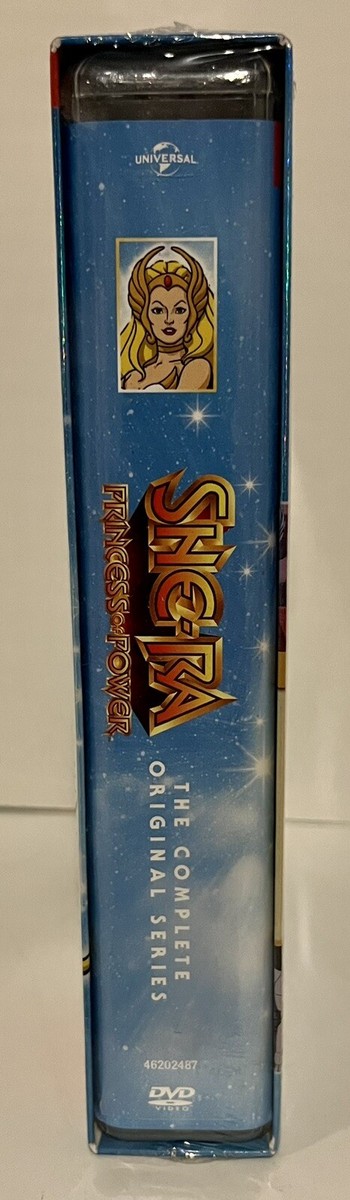 UNIVERSAL
SHE-RA
PRINCESS OF POWER
THE COMPLETE
ORIGINAL SERIES
46202487
DVD
VIDEO